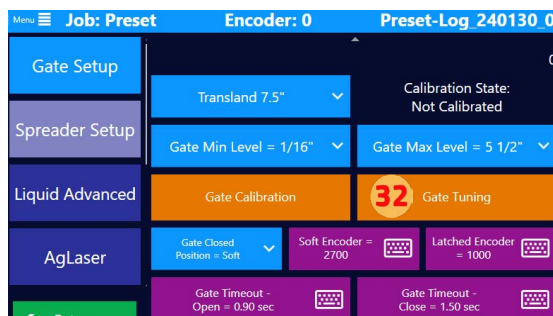 Menu Job: Preset Encoder: 0 Preset-Log_240130_0
Gate Setup
Spreader Setup
Liquid Advanced
AgLaser
0
Transland 7.5"
Calibration State:
Not Calibrated
Gate Min Level = 1/16"
Gate Max Level = 5 1/2"
Gate Calibration
32 Gate Tuning
Gate Closed
Position = Soft
Soft Encoder =
2700
Latched Encoder
= 1000
Gate Timeout -
Open = 0.90 sec
Gate Timeout -
Close = 1.50 sec